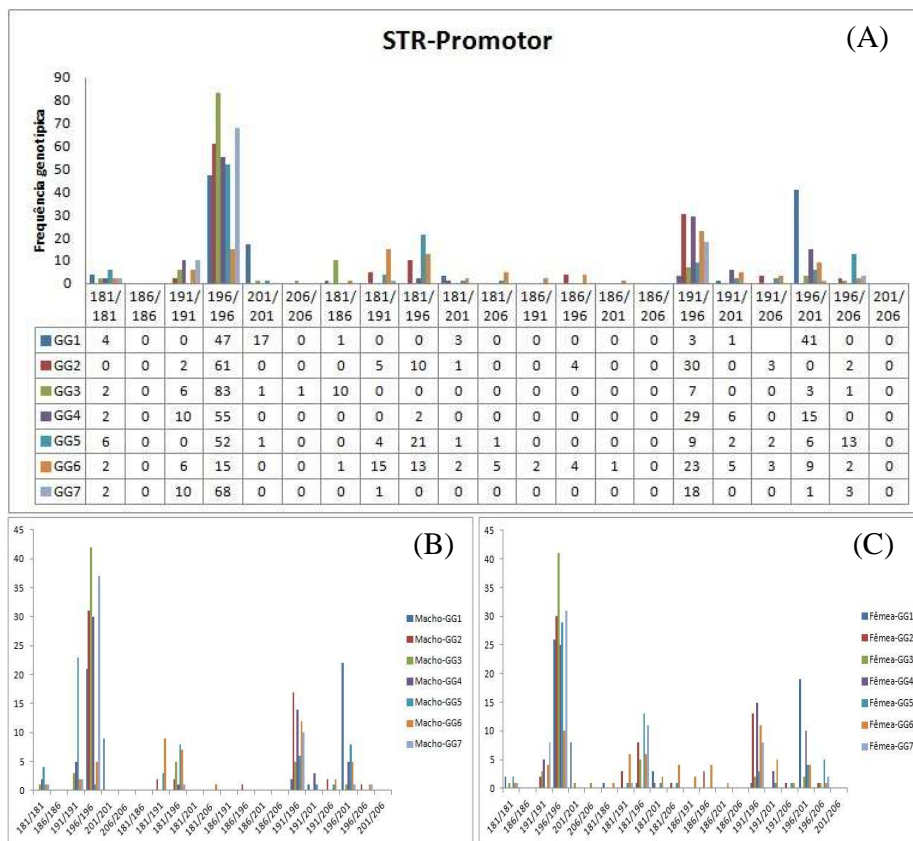 STR-Promotor
(A)
Frequência genotípica
90
80
70
60
50
40
30
20
10
0
181/181 186/186 191/191 196/196 201/201 206/206 181/186 181/191 181/196 181/201 181/206 186/191 186/196 186/201 186/206 191/196 191/201 191/206 196/201 196/206 201/206
GG1 4 0 0 47 17 0 1 0 0 3 0 0 0 0 0 3 1 0 41 0 0
GG2 0 0 2 61 0 0 0 5 10 1 0 0 4 0 0 30 0 3 0 2 0
GG3 2 0 6 83 1 1 10 0 0 0 0 0 0 0 0 7 0 0 3 1 0
GG4 2 0 10 55 0 0 0 0 2 0 0 0 0 0 0 29 6 0 15 0 0
GG5 6 0 0 52 1 0 0 4 21 1 1 0 0 0 0 9 2 2 6 13 0
GG6 2 0 6 15 0 0 1 15 13 2 5 2 4 1 0 23 5 3 9 2 0
GG7 2 0 10 68 0 0 0 1 0 0 0 0 0 0 0 18 0 0 1 3 0
(B)
45
40
35
30
25
20
15
10
5
0
181/181 186/186 191/191 196/196 201/201 206/206 181/186 181/191 181/196 181/201 181/206 186/191 186/196 186/201 186/206 191/196 191/201 191/206 196/201 196/206 201/206
Macho-GG1
Macho-GG2
Macho-GG3
Macho-GG4
Macho-GG5
Macho-GG6
Macho-GG7
(C)
45
40
35
30
25
20
15
10
5
0
181/181 186/186 191/191 196/196 201/201 206/206 181/186 181/191 181/196 181/201 181/206 186/191 186/196 186/201 186/206 191/196 191/201 191/206 196/201 196/206 201/206
Fêmea-GG1
Fêmea-GG2
Fêmea-GG3
Fêmea-GG4
Fêmea-GG5
Fêmea-GG6
Fêmea-GG7